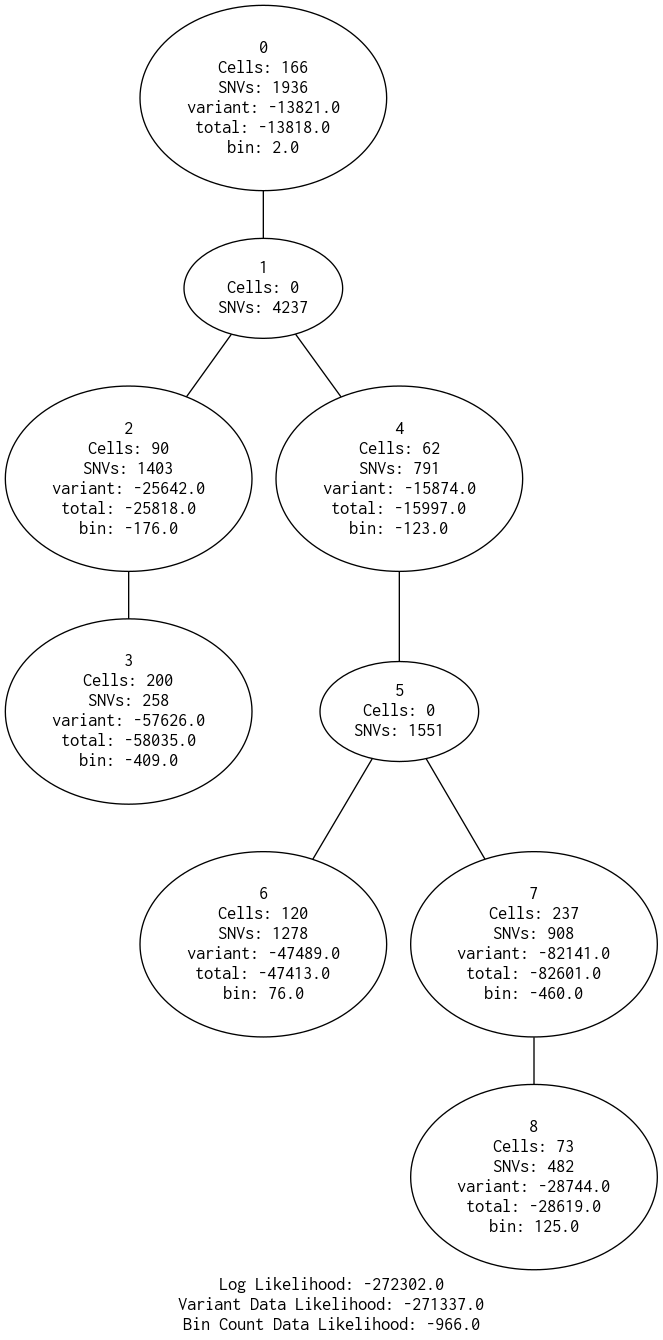 0
Cells: 166
SNVs: 1936
variant: -13821.0
total: -13818.0
bin: 2.0
1
Cells: 0
SNVs: 4237
2
Cells: 90
SNVs: 1403
variant: -25642.0
total: -25818.0
bin: -176.0
4
Cells: 62
SNVs: 791
variant: -15874.0
total: -15997.0
bin: -123.0
3
Cells: 200
SNVs: 258
variant: -57626.0
total: -58035.0
bin: -409.0
5
Cells: 0
SNVs: 1551
6
Cells: 120
SNVs: 1278
variant: -47489.0
total: -47413.0
bin: 76.0
7
Cells: 237
SNVs: 908
variant: -82141.0
total: -82601.0
bin: -460.0
8
Cells: 73
SNVs: 482
variant: -28744.0
total: -28619.0
bin: 125.0
Log Likelihood: -272302.0
Variant Data Likelihood: -271337.0
Bin Count Data Likelihood: -966.0